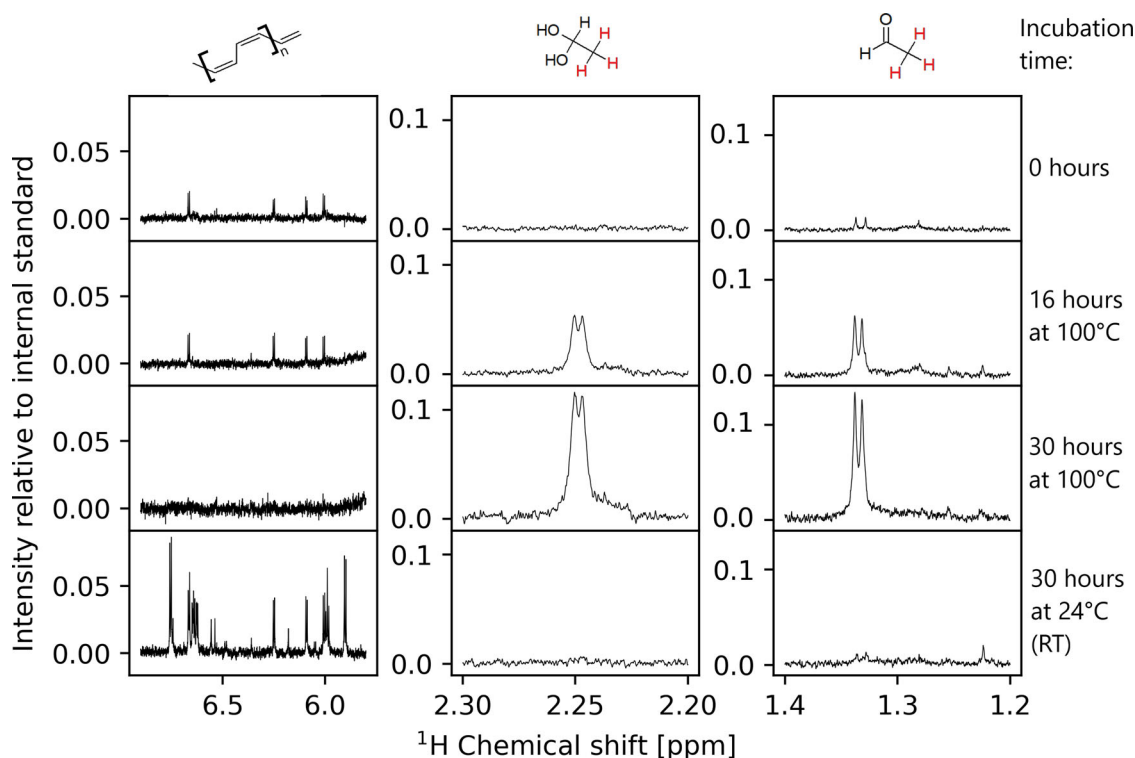 n
HO
HO
H
H
H
H
O
H
H
H
H
Incubation
time:
Intensity relative to internal standard
0.05
0.00
0.1
0.0
0.1
0.0
0 hours
0.05
0.00
0.1
0.0
0.1
0.0
16 hours
at 100°C
0.05
0.00
0.1
0.0
0.1
0.0
30 hours
at 100°C
0.05
0.00
0.1
0.0
0.1
0.0
30 hours
at 24°C
(RT)
6.5 6.0
2.30 2.25 2.20
1.4 1.3 1.2
¹H Chemical shift [ppm]